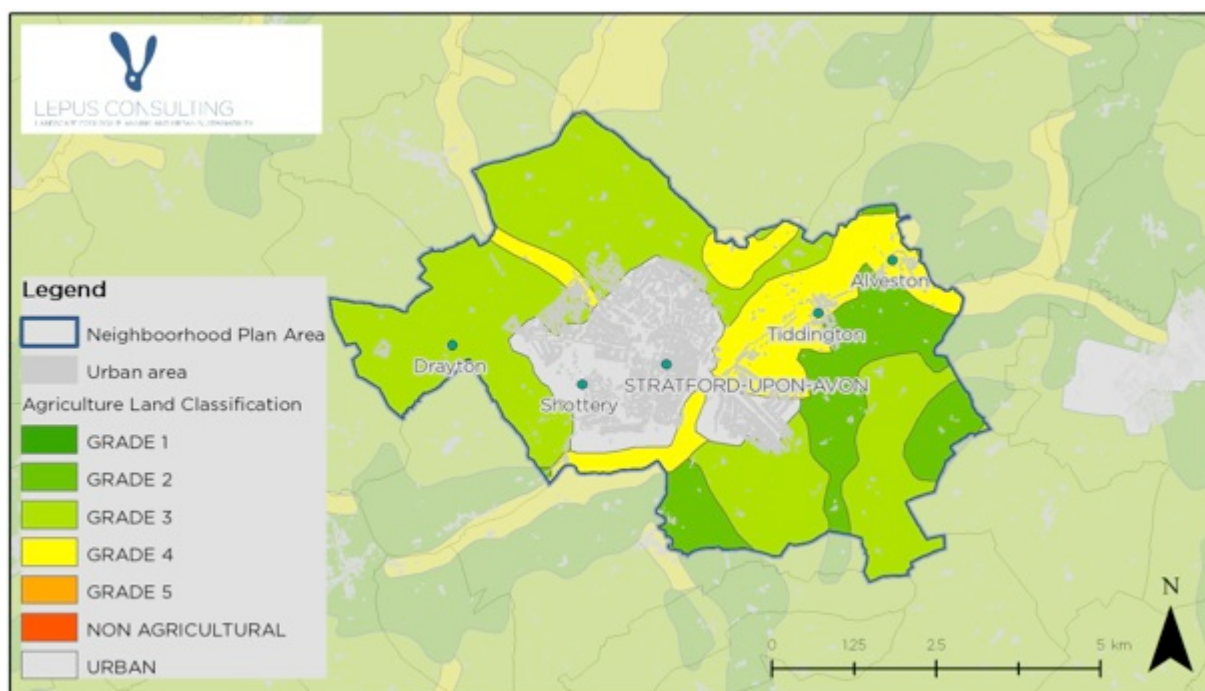 LEPUS CONSULTING
Legend
Neighboorhood Plan Area
Urban area
Agriculture Land Classification
GRADE 1
GRADE 2
GRADE 3
GRADE 4
GRADE 5
NON AGRICULTURAL
URBAN
Alveston
Tiddington
Drayton
STRATFORD-UPON-AVON
Shottery
N
0 1.25 2.5 5 km